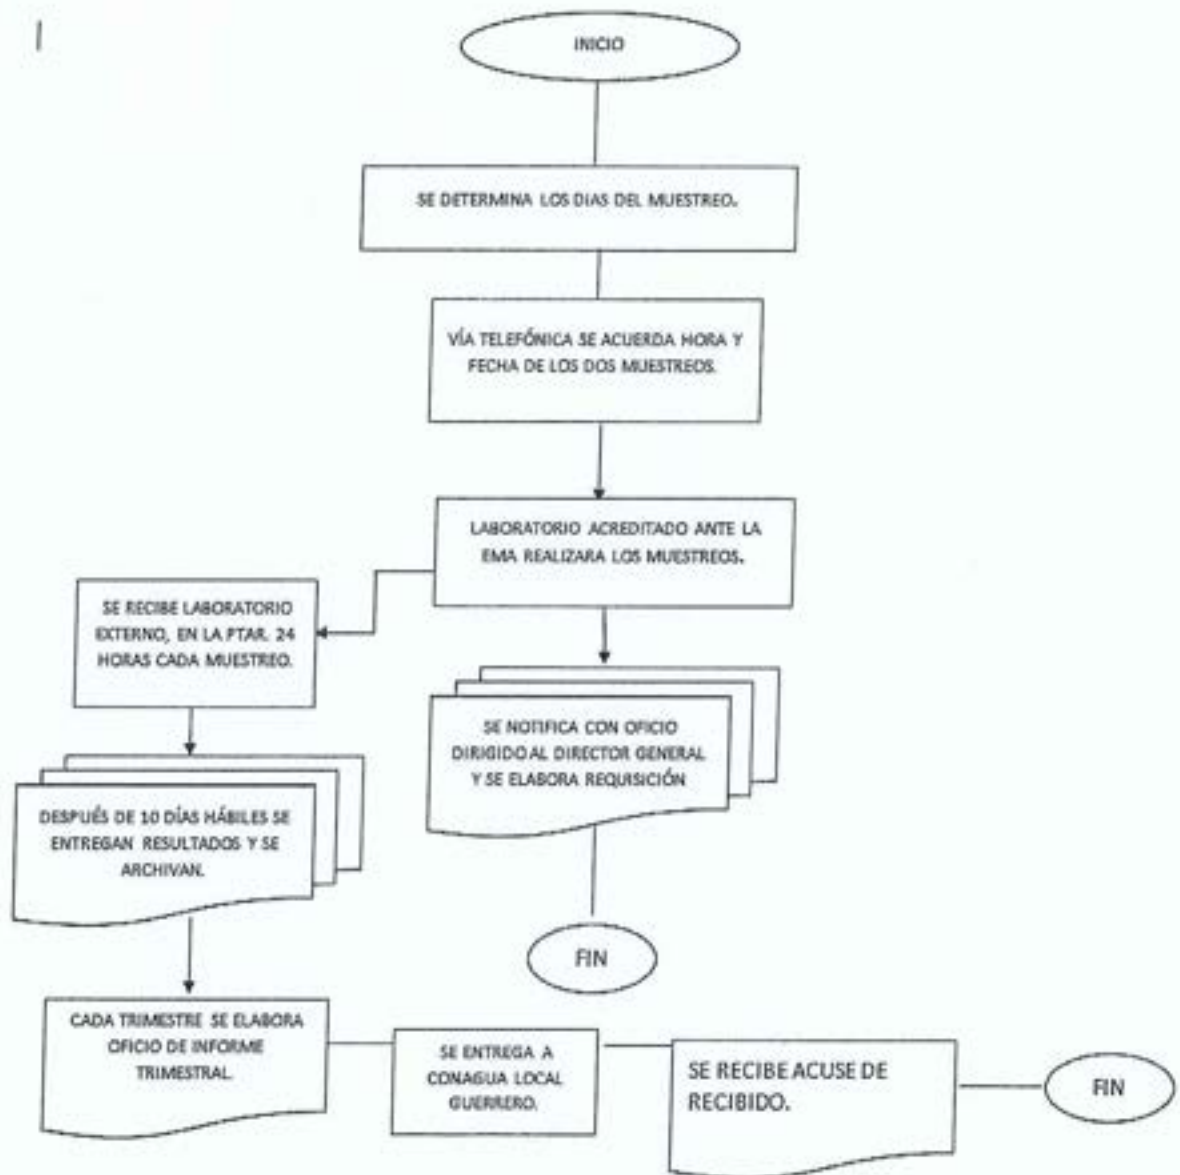 INICIO
SE DETERMINA LOS DIAS DEL MUESTREO.
VÍA TELEFÓNICA SE ACUERDA HORA Y
FECHA DE LOS DOS MUESTREOS.
LABORATORIO ACREDITADO ANTE LA
EMA REALIZARA LOS MUESTREOS.
SE RECIBE LABORATORIO
EXTERNO, EN LA PTAR. 24
HORAS CADA MUESTREO.
SE NOTIFICA CON OFICIO
DIRIGIDO AL DIRECTOR GENERAL
Y SE ELABORA REQUISICIÓN
DESPUÉS DE 10 DÍAS HÁBILES SE
ENTREGAN RESULTADOS Y SE
ARCHIVAN.
FIN
CADA TRIMESTRE SE ELABORA
OFICIO DE INFORME
TRIMESTRAL.
SE ENTREGA A
CONAGUA LOCAL
GUERRERO.
SE RECIBE ACUSE DE
RECIBIDO.
FIN